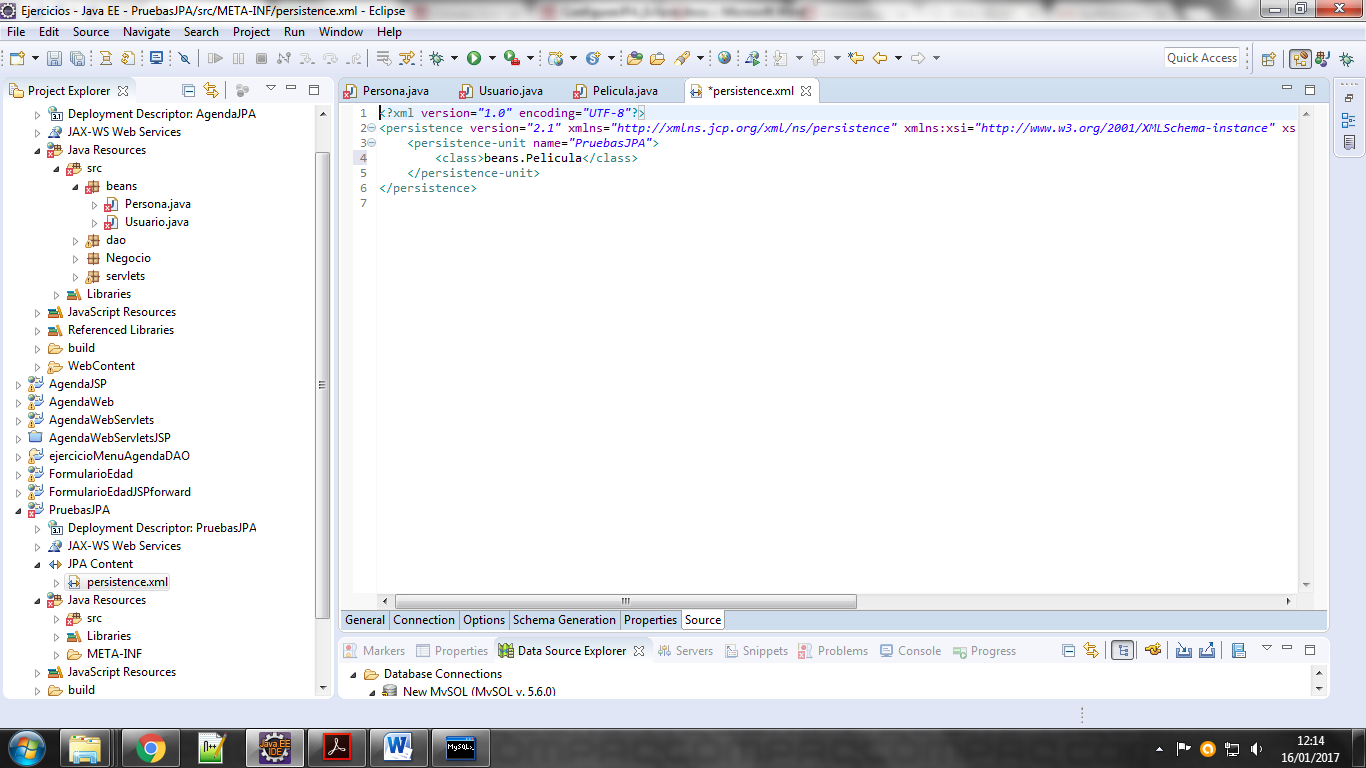 Ejercicios - Java EE - PruebasJPA/src/META-INF/persistence.xml - Eclipse
File Edit Source Navigate Search Project Run Window Help
Quick Access
Project Explorer
Deployment Descriptor: AgendaJPA
JAX-WS Web Services
Java Resources
src
beans
Persona.java
Usuario.java
dao
Negocio
servlets
Libraries
JavaScript Resources
Referenced Libraries
build
WebContent
AgendaJSP
AgendaWeb
AgendaWebServlets
AgendaWebServletsJSP
ejercicioMenuAgendaDAO
FormularioEdad
FormularioEdadJSPforward
PruebasJPA
Deployment Descriptor: PruebasJPA
JAX-WS Web Services
JPA Content
persistence.xml
Java Resources
src
Libraries
META-INF
JavaScript Resources
build
Persona.java Usuario.java Pelicula.java *persistence.xml
1 <?xml version="1.0" encoding="UTF-8"?>
2 <persistence version="2.1" xmlns="http://xmlns.jcp.org/xml/ns/persistence" xmlns:xsi="http://www.w3.org/2001/XMLSchema-instance" xs
3 <persistence-unit name="PruebasJPA">
4 <class>beans.Pelicula</class>
5 </persistence-unit>
6 </persistence>
7
General Connection Options Schema Generation Properties Source
Markers Properties Data Source Explorer Servers Snippets Problems Console Progress
Database Connections
New MySQL (MySQL v. 5.6.0)
12:14
16/01/2017